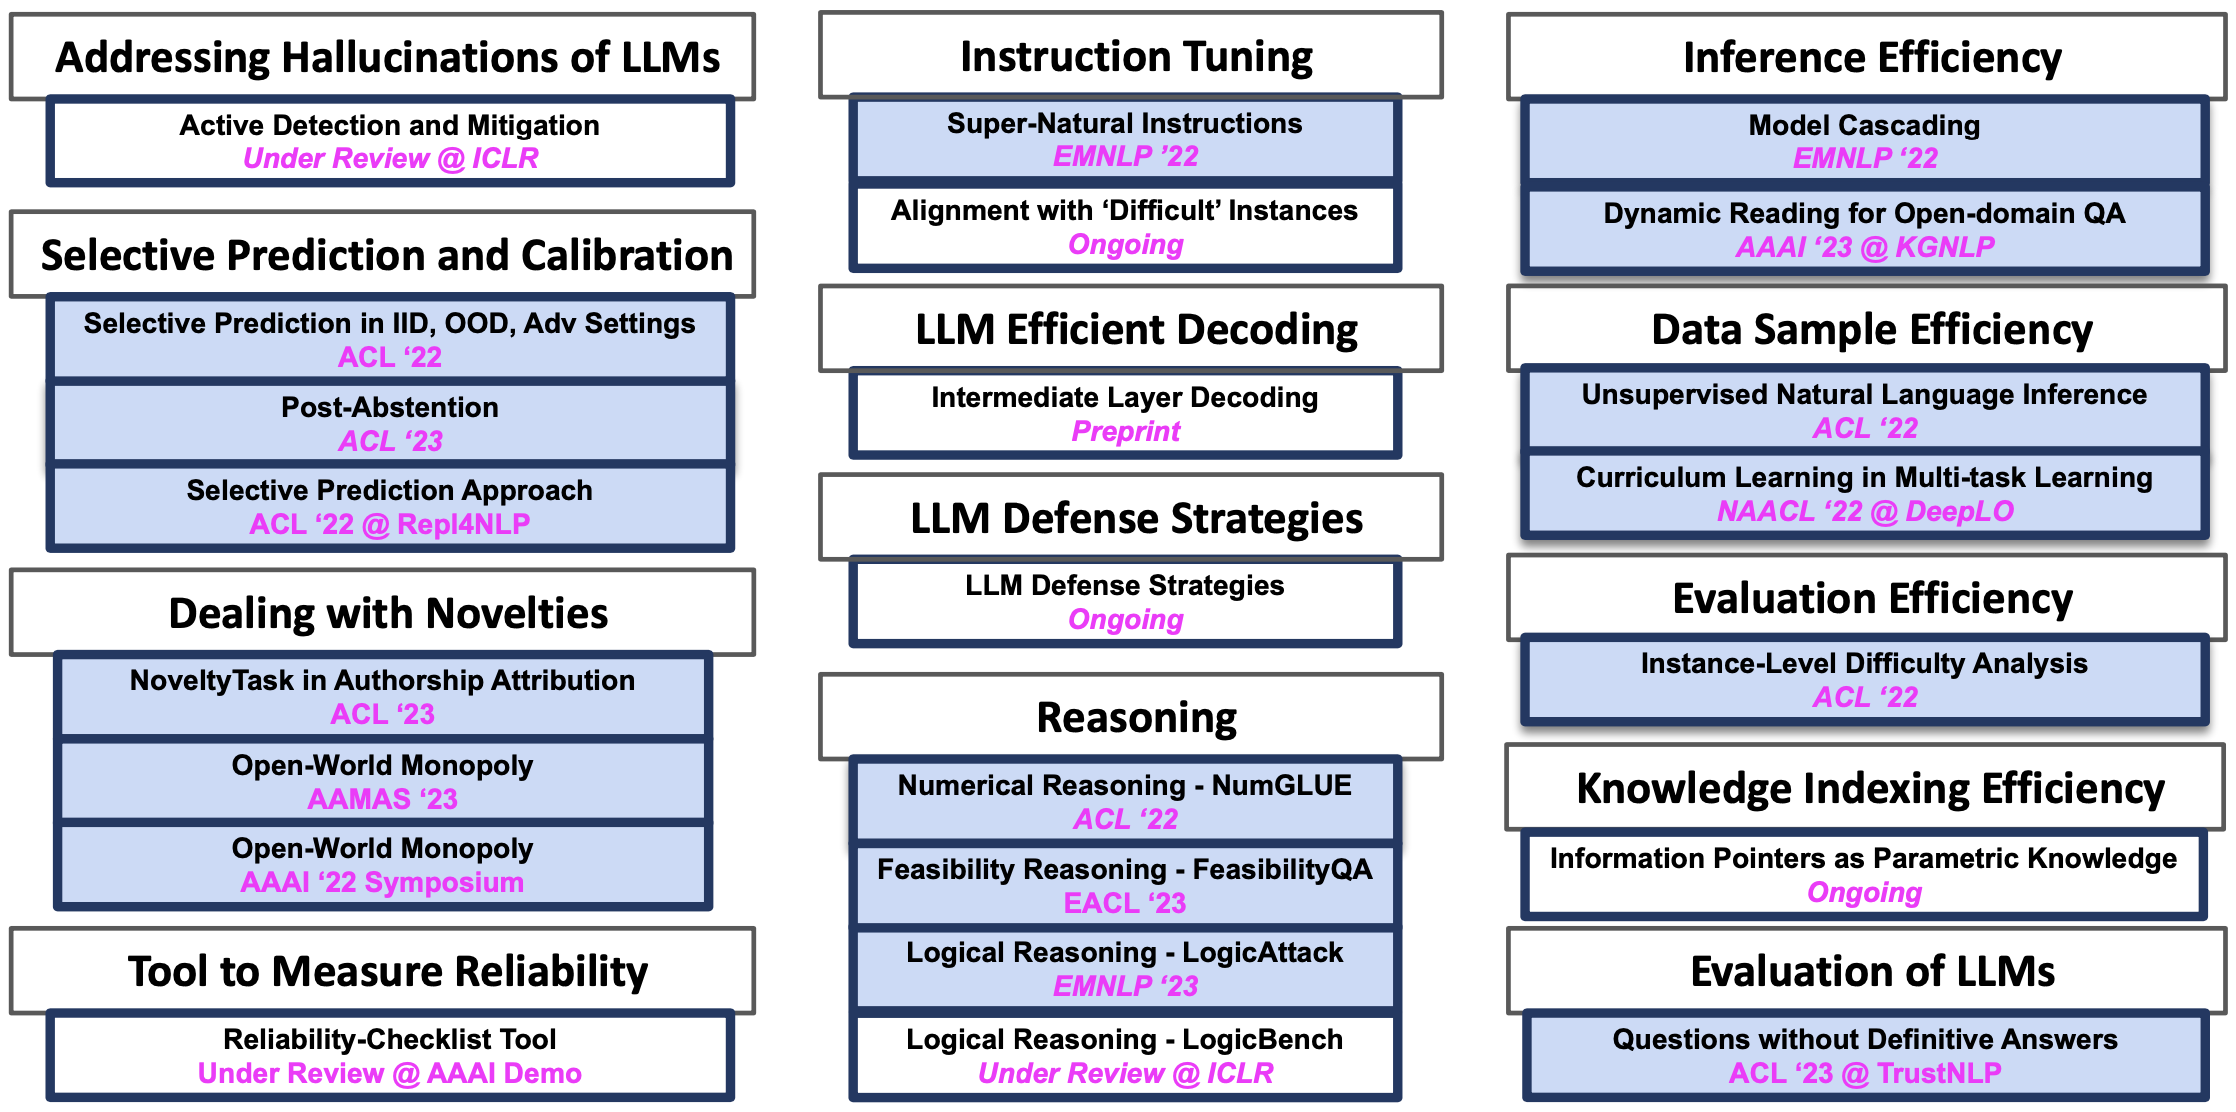 Addressing Hallucinations of LLMs
Active Detection and Mitigation
Under Review @ ICLR
Selective Prediction and Calibration
Selective Prediction in IID, OOD, Adv Settings
ACL ‘22
Post-Abstention
ACL ‘23
Selective Prediction Approach
ACL ‘22 @ Repl4NLP
Dealing with Novelties
NoveltyTask in Authorship Attribution
ACL ‘23
Open-World Monopoly
AAMAS ‘23
Open-World Monopoly
AAAI ‘22 Symposium
Tool to Measure Reliability
Reliability-Checklist Tool
Under Review @ AAAI Demo
Instruction Tuning
Super-Natural Instructions
EMNLP ’22
Alignment with ‘Difficult’ Instances
Ongoing
LLM Efficient Decoding
Intermediate Layer Decoding
Preprint
LLM Defense Strategies
LLM Defense Strategies
Ongoing
Reasoning
Numerical Reasoning - NumGLUE
ACL ‘22
Feasibility Reasoning - FeasibilityQA
EACL ‘23
Logical Reasoning - LogicAttack
EMNLP ‘23
Logical Reasoning - LogicBench
Under Review @ ICLR
Inference Efficiency
Model Cascading
EMNLP ‘22
Dynamic Reading for Open-domain QA
AAAI ‘23 @ KGNLP
Data Sample Efficiency
Unsupervised Natural Language Inference
ACL ‘22
Curriculum Learning in Multi-task Learning
NAACL ‘22 @ DeepLO
Evaluation Efficiency
Instance-Level Difficulty Analysis
ACL ‘22
Knowledge Indexing Efficiency
Information Pointers as Parametric Knowledge
Ongoing
Evaluation of LLMs
Questions without Definitive Answers
ACL ‘23 @ TrustNLP